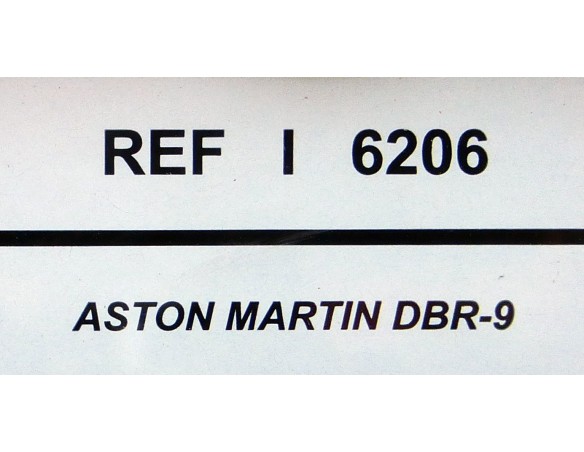 REF I 6206
ASTON MARTIN DBR-9